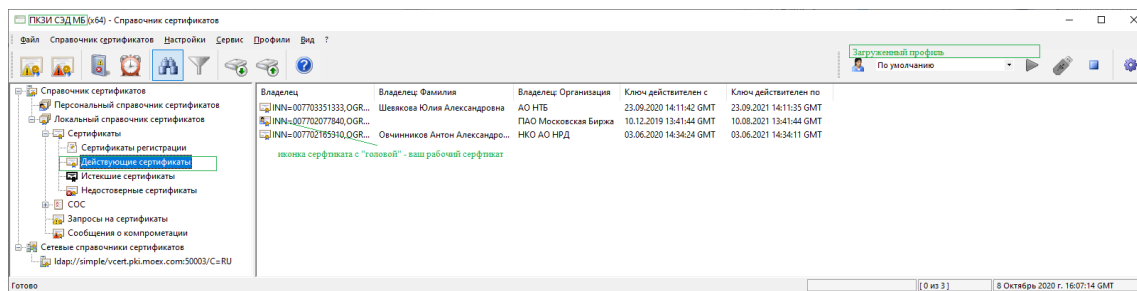 ПКЗИ СЭД МБ (x64) - Справочник сертификатов
Файл Справочник сертификатов Настройки Сервис Профили Вид ?
Загруженный профиль
По умолчанию
Справочник сертификатов
Персональный справочник сертификатов
Локальный справочник сертификатов
Сертификаты
Сертификаты регистрации
Действующие сертификаты
Истекшие сертификаты
Недостоверные сертификаты
СОС
Запросы на сертификаты
Сообщения о компрометации
Сетевые справочники сертификатов
ldap://simple/vcert.pki.moex.com:50003/C=RU
Владелец Владелец: Фамилия Владелец: Организация Ключ действителен с Ключ действителен по
INN=007703351333,OGR... Шевякова Юлия Александровна АО НТБ 23.09.2020 14:11:42 GMT 23.09.2021 14:11:35 GMT
INN=007702077840,OGR... ПАО Московская Биржа 10.12.2019 13:41:44 GMT 10.08.2021 13:41:44 GMT
INN=007702165310,OGR... Овчинников Антон Александро... НКО АО НРД 03.06.2020 14:34:24 GMT 03.06.2021 14:34:11 GMT
иконка серфтиката с "головой" - ваш рабочий серфтикат
Готово
[ 0 из 3 ]
8 Октябрь 2020 г. 16:07:14 GMT